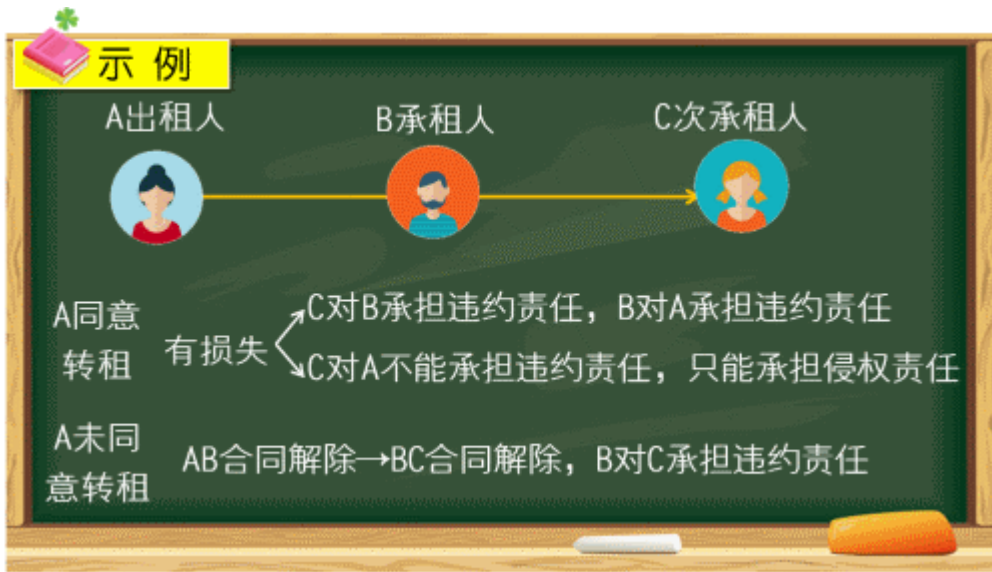 示 例
A出租人
B承租人
C次承租人
A同意
转租
有损失
C对B承担违约责任，B对A承担违约责任
C对A不能承担违约责任，只能承担侵权责任
A未同
意转租
AB合同解除→BC合同解除，B对C承担违约责任